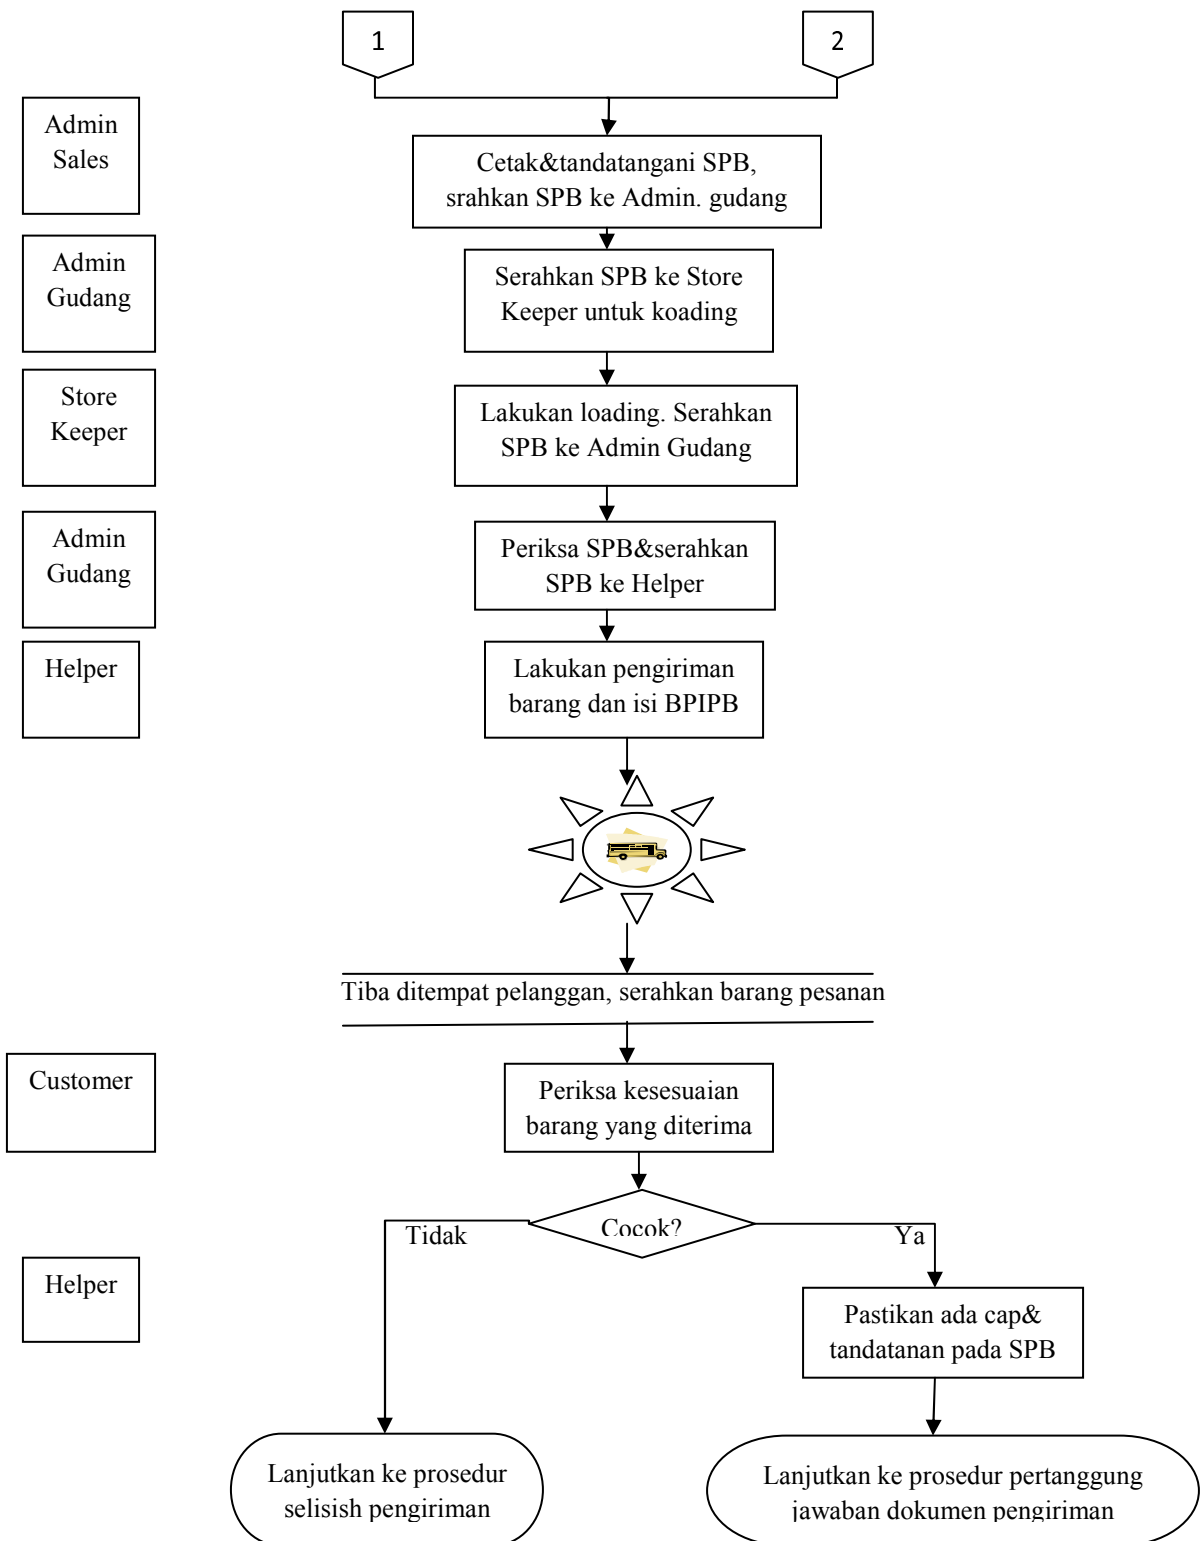 1
2
Admin
Sales
Cetak&tandatangani SPB,
srahkan SPB ke Admin. gudang
Admin
Gudang
Serahkan SPB ke Store
Keeper untuk koading
Store
Keeper
Lakukan loading. Serahkan
SPB ke Admin Gudang
Admin
Gudang
Periksa SPB&serahkan
SPB ke Helper
Helper
Lakukan pengiriman
barang dan isi BPIPB
Tiba ditempat pelanggan, serahkan barang pesanan
Customer
Periksa kesesuaian
barang yang diterima
Cocok?
Tidak
Ya
Helper
Pastikan ada cap&
tandatanan pada SPB
Lanjutkan ke prosedur
selisish pengiriman
Lanjutkan ke prosedur pertanggung
jawaban dokumen pengiriman